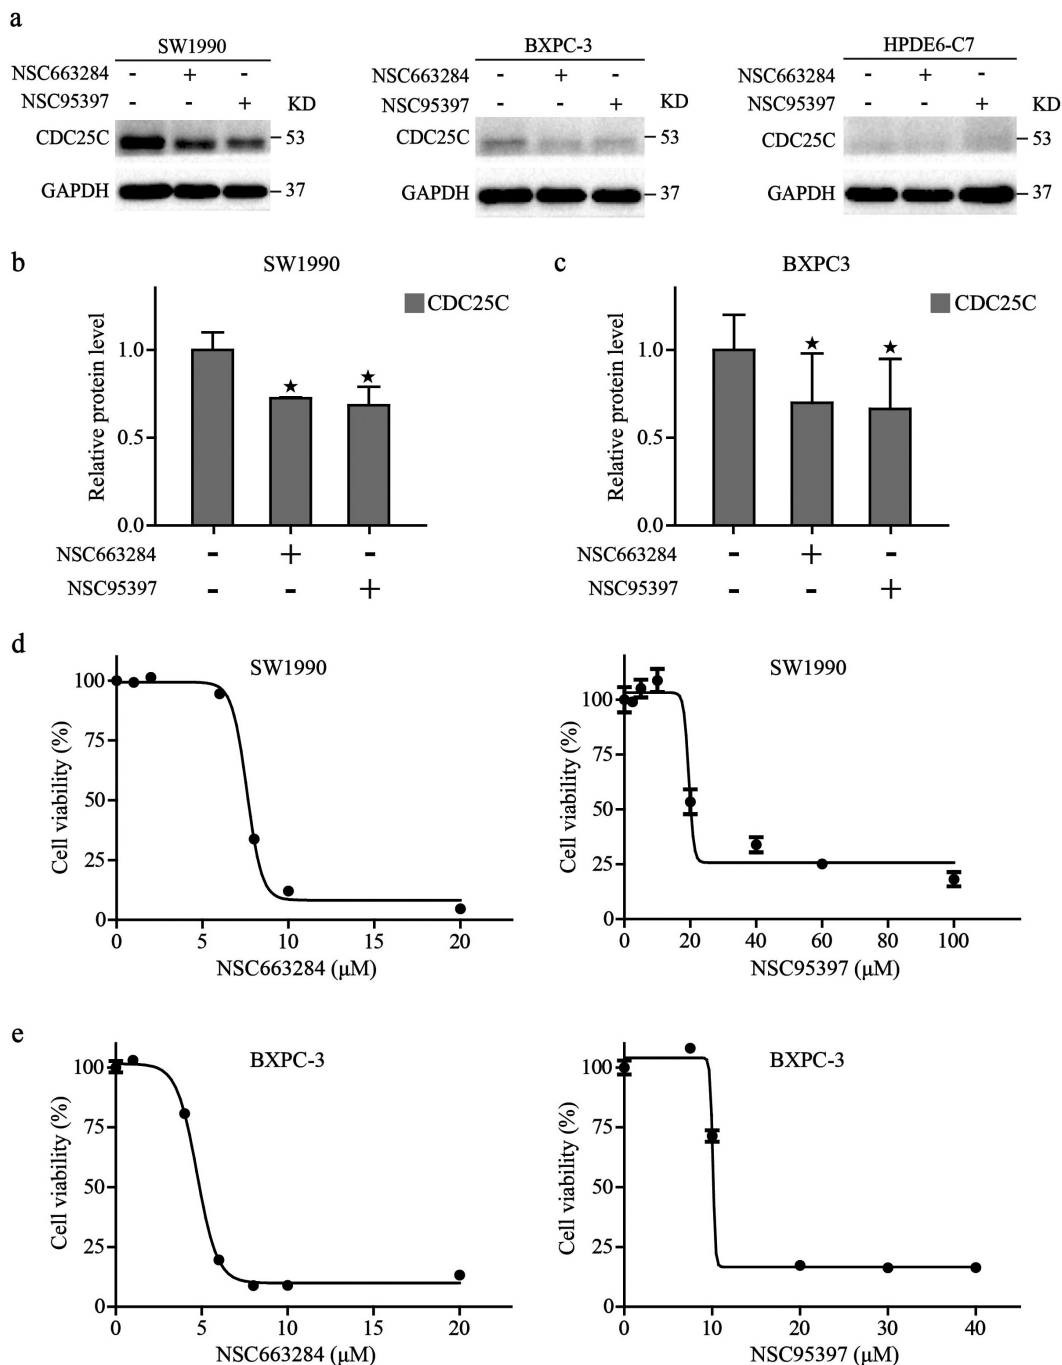 a
SW1990 BXPC-3 HPDE6-C7
NSC663284 - + - NSC663284 - + - NSC663284 - + -
NSC95397 - - + KD NSC95397 - - + KD NSC95397 - - + KD
CDC25C 53 CDC25C 53 CDC25C 53
GAPDH 37 GAPDH 37 GAPDH 37
b SW1990 c BXPC3
CDC25C CDC25C
Relative protein level Relative protein level
1.0 1.0
0.5 0.5
0.0 0.0
NSC663284 - + - NSC663284 - + -
NSC95397 - - + NSC95397 - - +
d
SW1990 SW1990
Cell viability (%) Cell viability (%)
100 100
75 75
50 50
25 25
0 0
0 5 10 15 20 0 20 40 60 80 100
NSC663284 (μM) NSC95397 (μM)
e
BXPC-3 BXPC-3
Cell viability (%) Cell viability (%)
100 100
75 75
50 50
25 25
0 0
0 5 10 15 20 0 10 20 30 40
NSC663284 (μM) NSC95397 (μM)